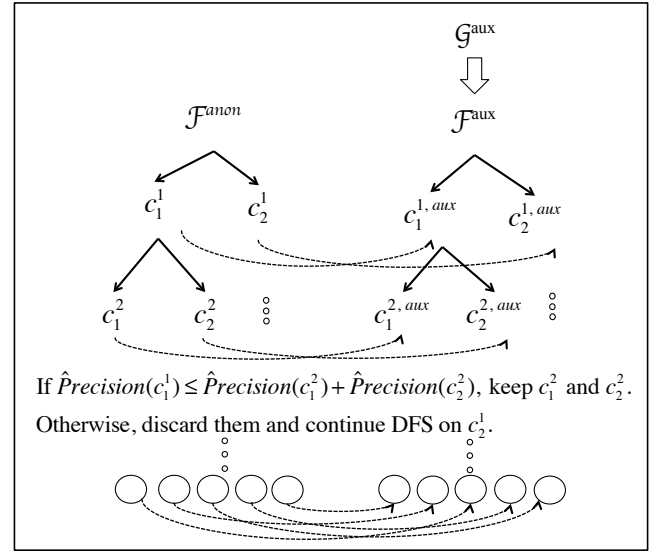 𝒢^aux
ℱ^anon ℱ^aux
c_1^1 c_2^1 c_1^{1, aux} c_2^{1, aux}
c_1^2 c_2^2 c_1^{2, aux} c_2^{2, aux}
If P̂recision(c_1^1) ≤ P̂recision(c_1^2) + P̂recision(c_2^2), keep c_1^2 and c_2^2.
Otherwise, discard them and continue DFS on c_2^1.